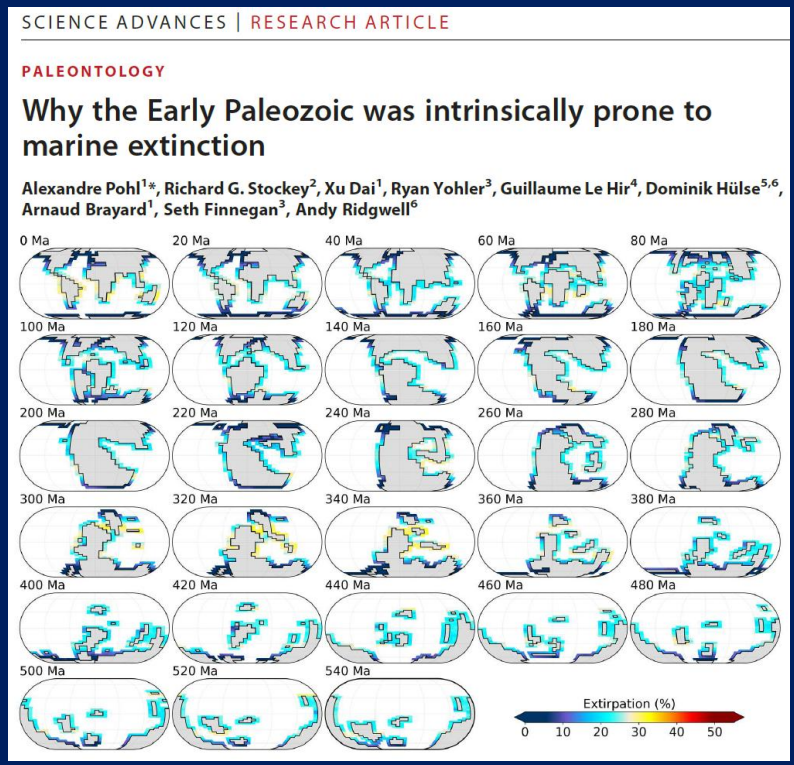 SCIENCE ADVANCES | RESEARCH ARTICLE
PALEONTOLOGY
Why the Early Paleozoic was intrinsically prone to
marine extinction
Alexandre Pohl¹*, Richard G. Stockey², Xu Dai¹, Ryan Yohler³, Guillaume Le Hir⁴, Dominik Hülse⁵,⁶,
Arnaud Brayard¹, Seth Finnegan³, Andy Ridgwell⁶
0 Ma 20 Ma 40 Ma 60 Ma 80 Ma
100 Ma 120 Ma 140 Ma 160 Ma 180 Ma
200 Ma 220 Ma 240 Ma 260 Ma 280 Ma
300 Ma 320 Ma 340 Ma 360 Ma 380 Ma
400 Ma 420 Ma 440 Ma 460 Ma 480 Ma
500 Ma 520 Ma 540 Ma
Extirpation (%)
0 10 20 30 40 50